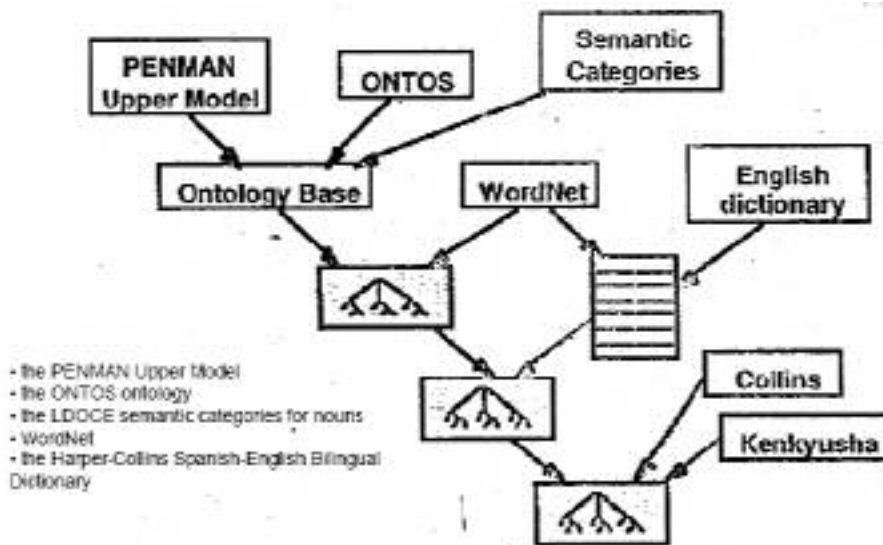 PENMAN
Upper Model
ONTOS
Semantic
Categories
Ontology Base
WordNet
English
dictionary
- the PENMAN Upper Model
- the ONTOS ontology
- the LDOCE semantic categories for nouns
- WordNet
- the Harper-Collins Spanish-English Bilingual
Dictionary
Collins
Kenkyusha